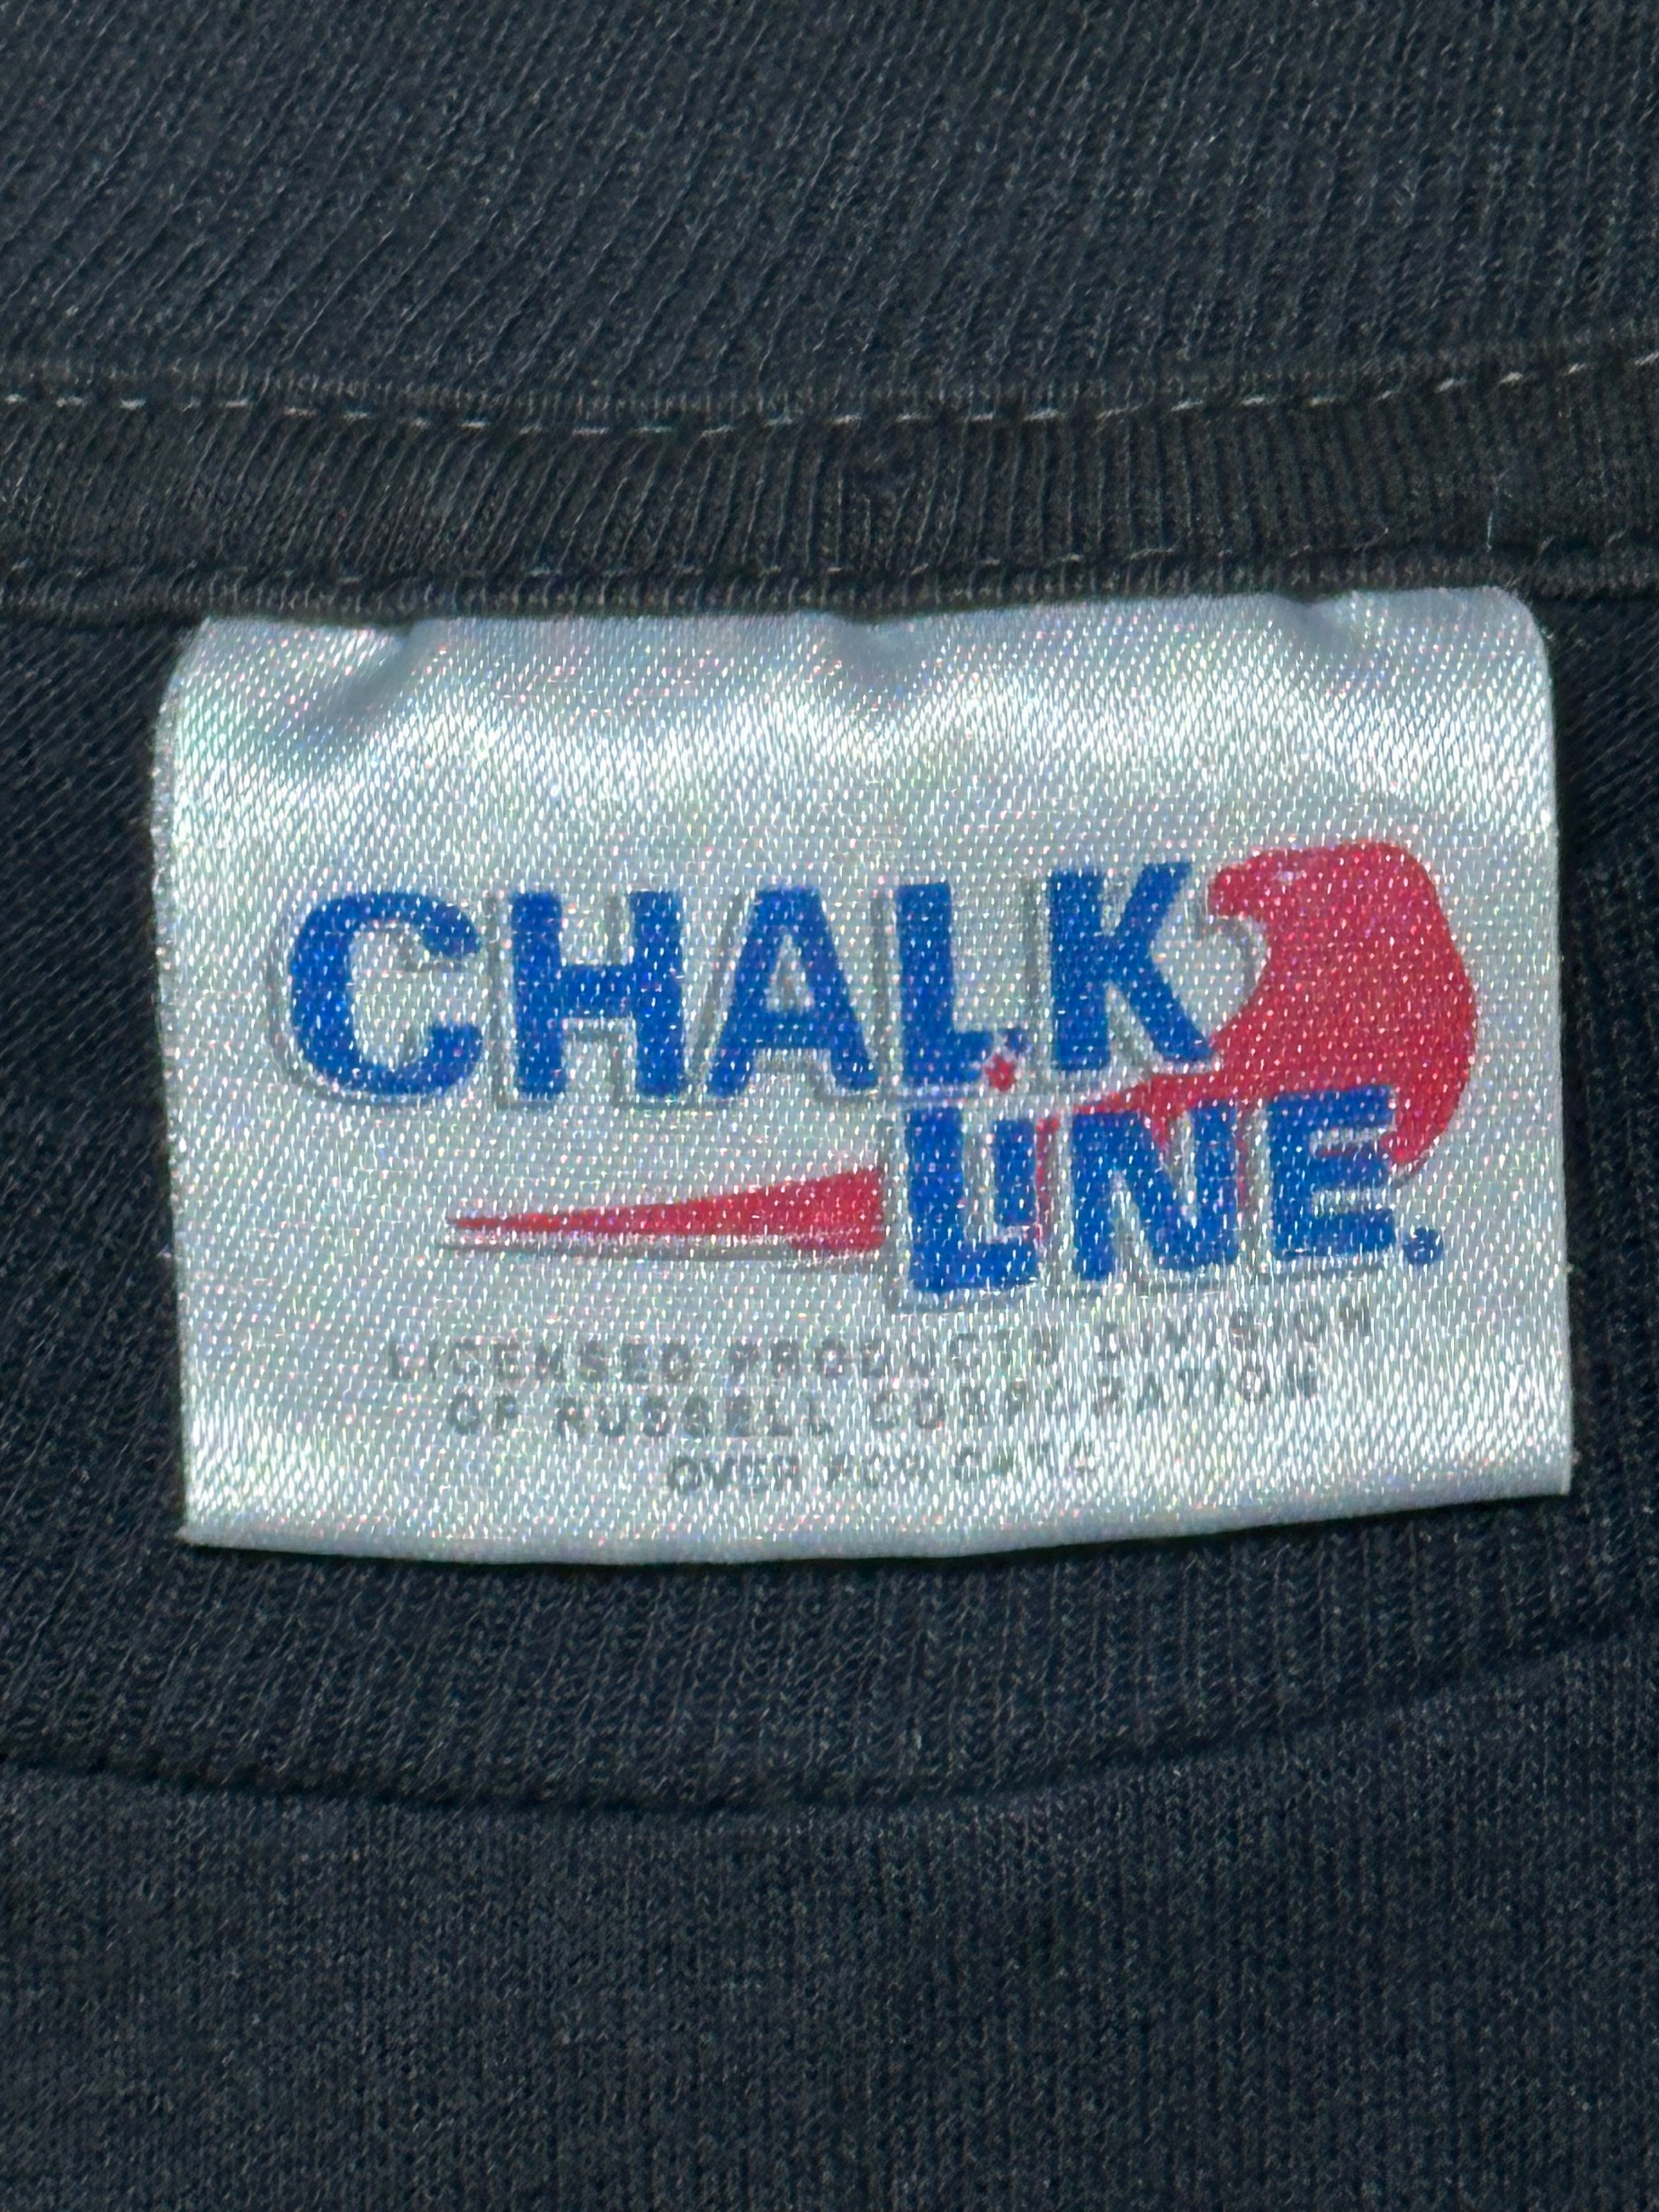 CHALK
LINE.
LICENSED PRODUCTS DIVISION
OF RUSSELL CORPORATION
OVER FOR CARE